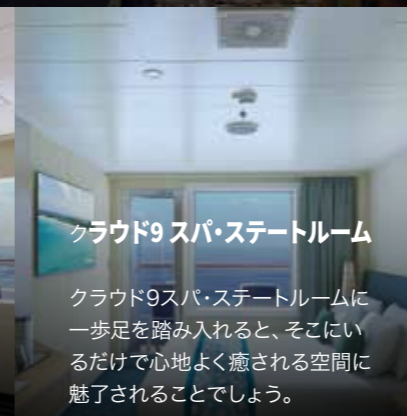 クラウド9 スパ・ステートルーム
クラウド9スパ・ステートルームに
一歩足を踏み入れると、そこにい
るだけで心地よく癒される空間に
魅了されることでしょう。